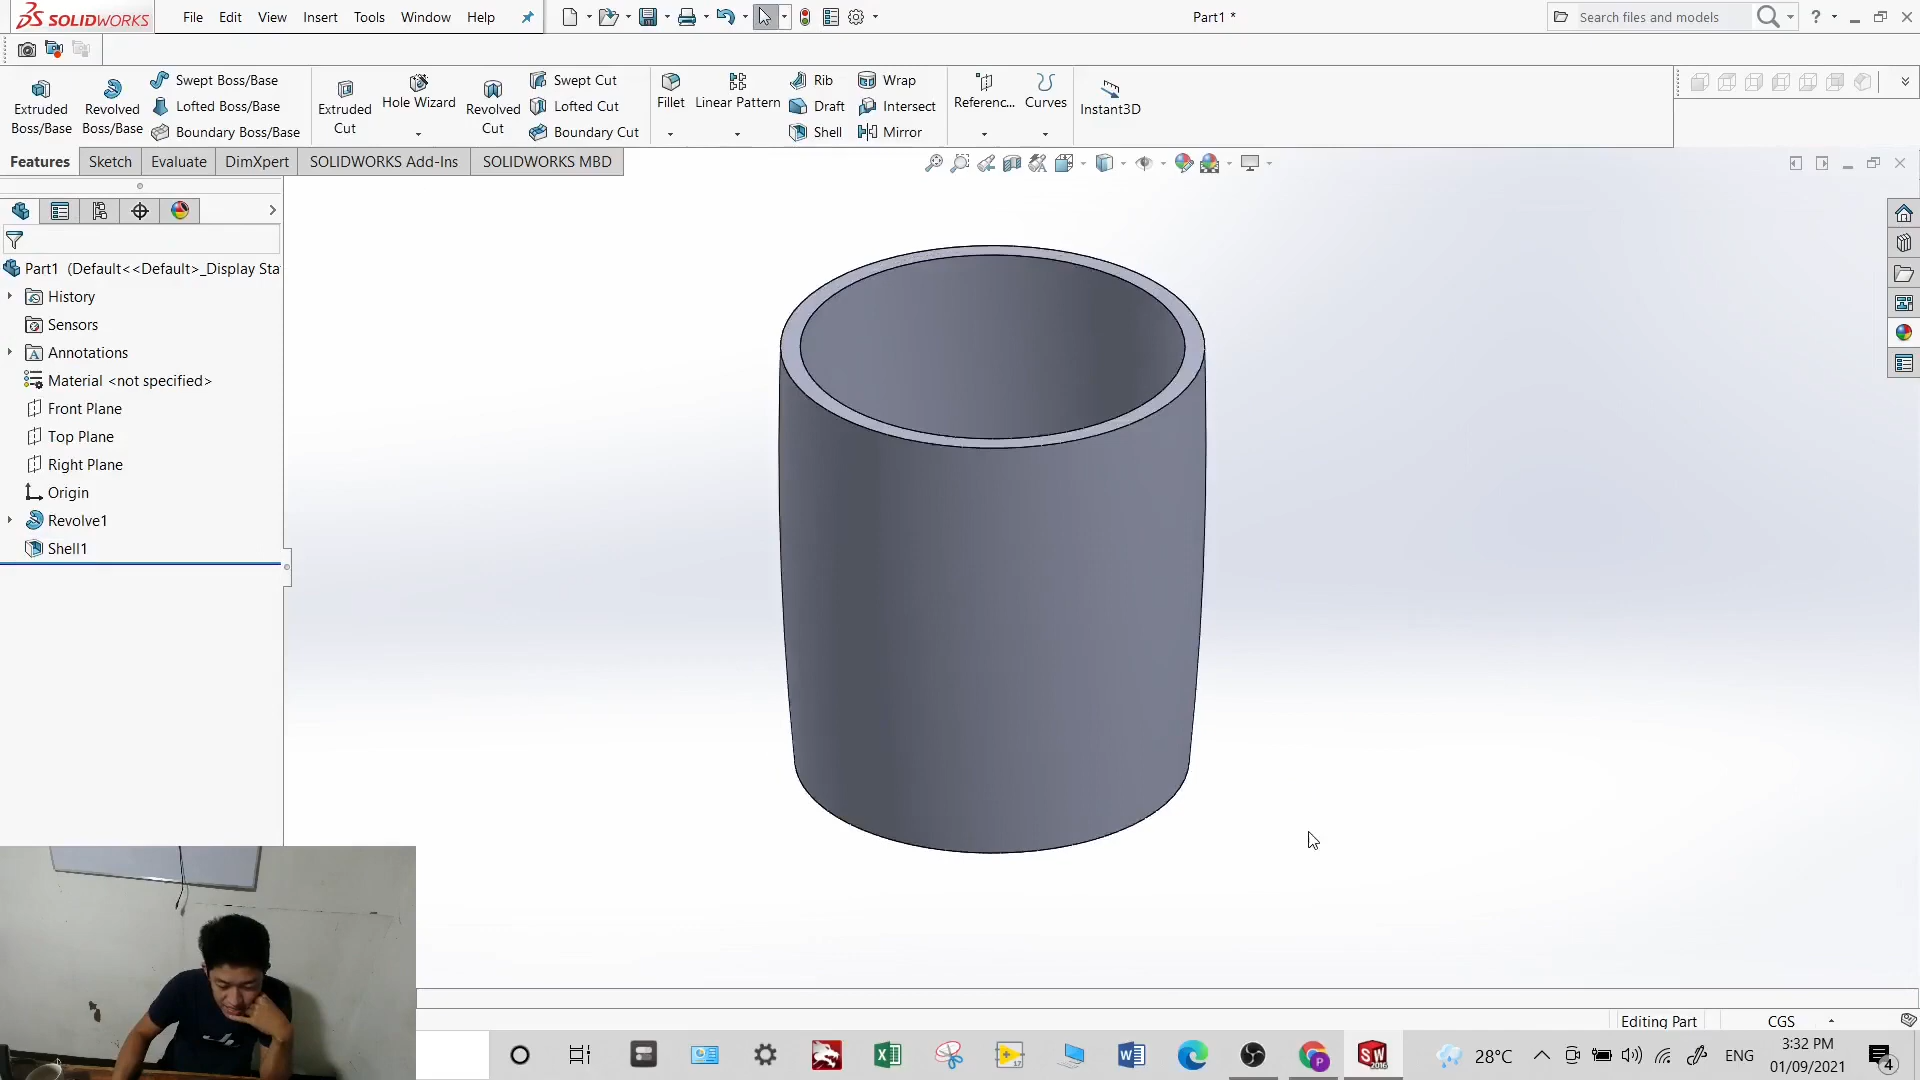 SOLIDWORKS File Edit View Insert Tools Window Help Part1 * Search files and models ?
Extruded Boss/Base
Revolved Boss/Base
Swept Boss/Base
Lofted Boss/Base
Boundary Boss/Base
Extruded Cut
Hole Wizard
Revolved Cut
Swept Cut
Lofted Cut
Boundary Cut
Fillet
Linear Pattern
Rib
Draft
Shell
Wrap
Intersect
Mirror
Referenc...
Curves
Instant3D
Features Sketch Evaluate DimXpert SOLIDWORKS Add-Ins SOLIDWORKS MBD
Part1 (Default<<Default>_Display Sta
History
Sensors
Annotations
Material <not specified>
Front Plane
Top Plane
Right Plane
Origin
Revolve1
Shell1
Editing Part CGS
28°C ENG 3:32 PM
01/09/2021
4
SW
2016